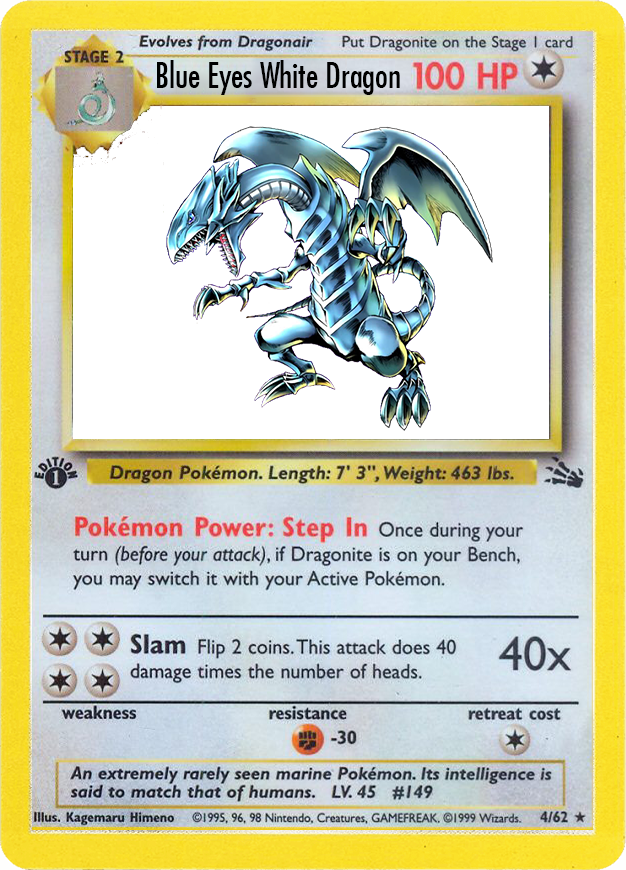 Evolves from Dragonair Put Dragonite on the Stage 1 card
STAGE 2
Blue Eyes White Dragon 100 HP
EDITION 1
Dragon Pokémon. Length: 7' 3", Weight: 463 lbs.
Pokémon Power: Step In Once during your
turn (before your attack), if Dragonite is on your Bench,
you may switch it with your Active Pokémon.
Slam Flip 2 coins. This attack does 40
damage times the number of heads.
40x
weakness resistance retreat cost
-30
An extremely rarely seen marine Pokémon. Its intelligence is
said to match that of humans. LV. 45 #149
Illus. Kagemaru Himeno ©1995, 96, 98 Nintendo, Creatures, GAMEFREAK. ©1999 Wizards. 4/62 ★